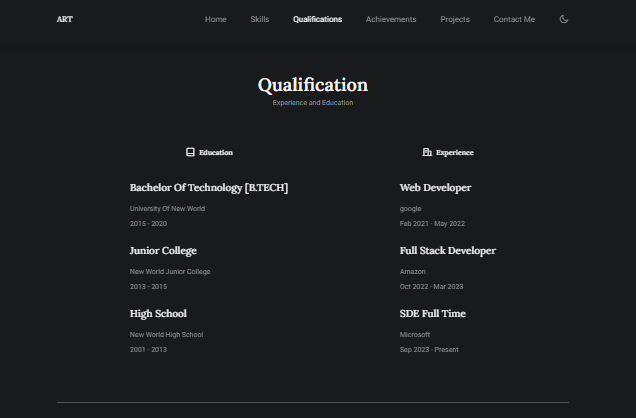 ART
Home Skills Qualifications Achievements Projects Contact Me
Qualification
Experience and Education
Education
Bachelor Of Technology [B.TECH]
University Of New World
2015 - 2020
Junior College
New World Junior College
2013 - 2015
High School
New World High School
2001 - 2013
Experience
Web Developer
google
Feb 2021 - May 2022
Full Stack Developer
Amazon
Oct 2022 - Mar 2023
SDE Full Time
Microsoft
Sep 2023 - Present